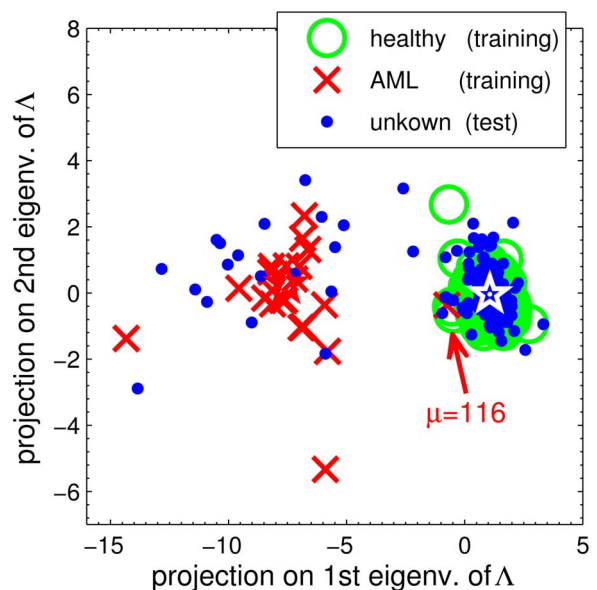 healthy (training)
AML (training)
unkown (test)
8
6
4
2
0
−2
−4
−6
projection on 2nd eigenv. of Λ
μ=116
−15 −10 −5 0 5
projection on 1st eigenv. of Λ